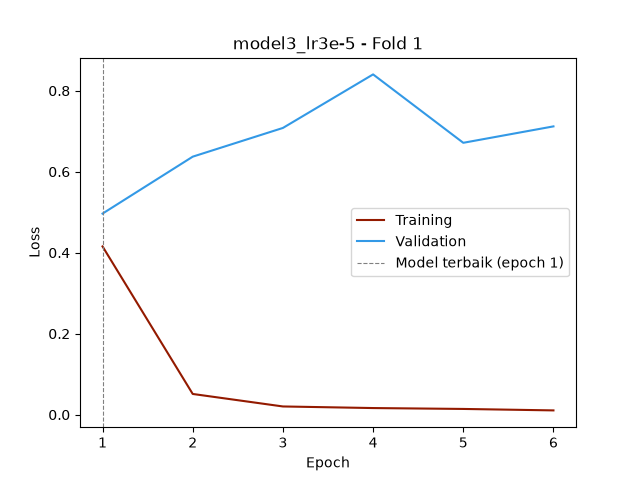 model3_lr3e-5 - Fold 1
0.8
0.6
0.4
0.2
0.0
Loss
Training
Validation
Model terbaik (epoch 1)
1 2 3 4 5 6
Epoch